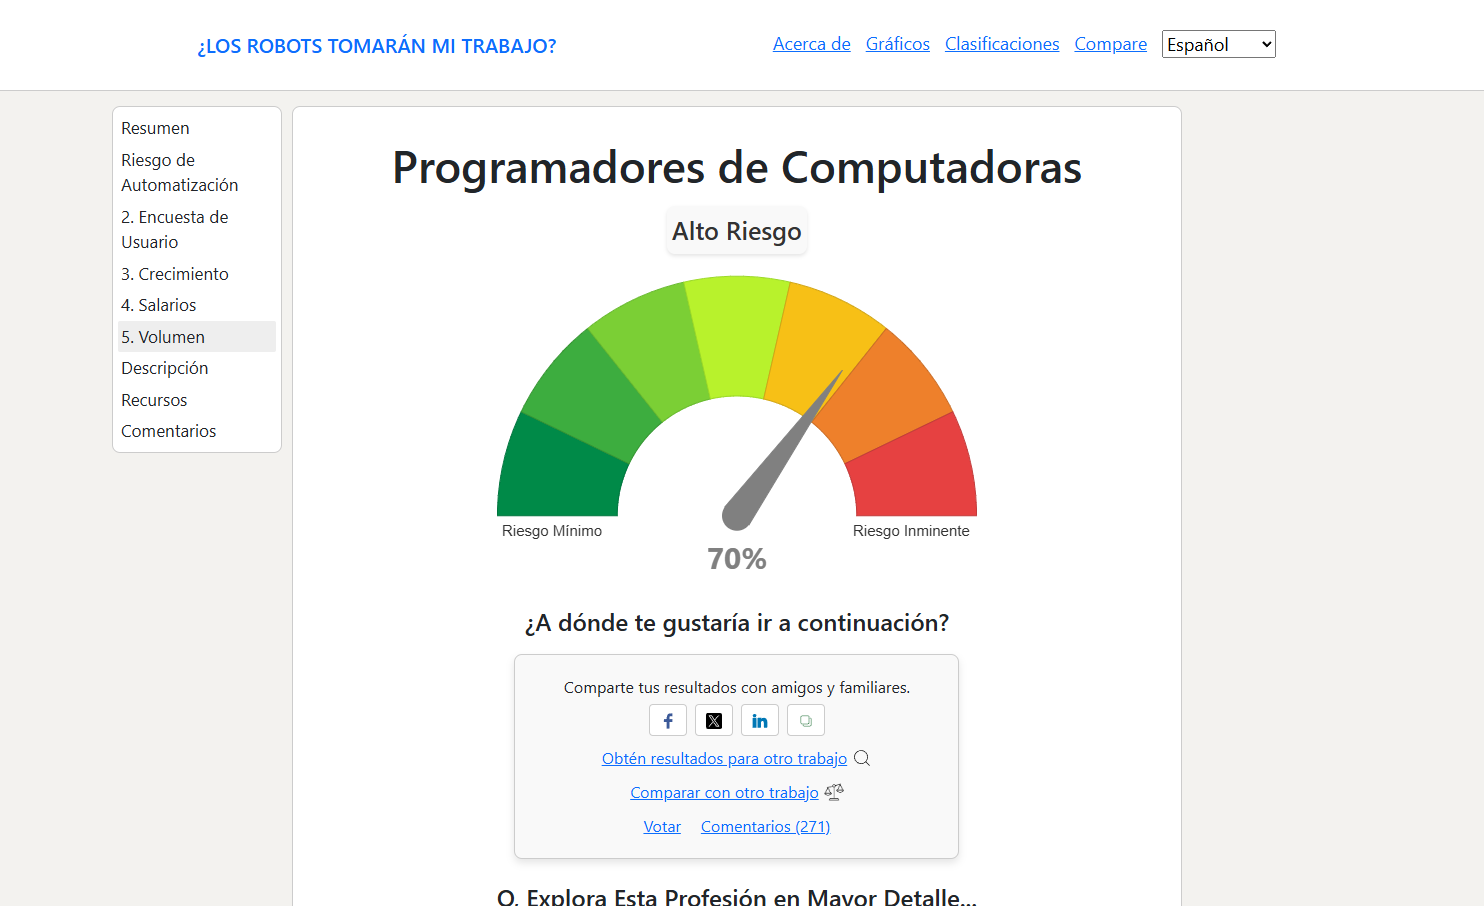 ¿LOS ROBOTS TOMARÁN MI TRABAJO?
Acerca de
Gráficos
Clasificaciones
Compare
Español
Resumen
Riesgo de
Automatización
2. Encuesta de
Usuario
3. Crecimiento
4. Salarios
5. Volumen
Descripción
Recursos
Comentarios
Programadores de Computadoras
Alto Riesgo
Riesgo Mínimo
Riesgo Inminente
70%
¿A dónde te gustaría ir a continuación?
Comparte tus resultados con amigos y familiares.
Obtén resultados para otro trabajo
Comparar con otro trabajo
Votar
Comentarios (271)
O, Explora Esta Profesión en Mayor Detalle...